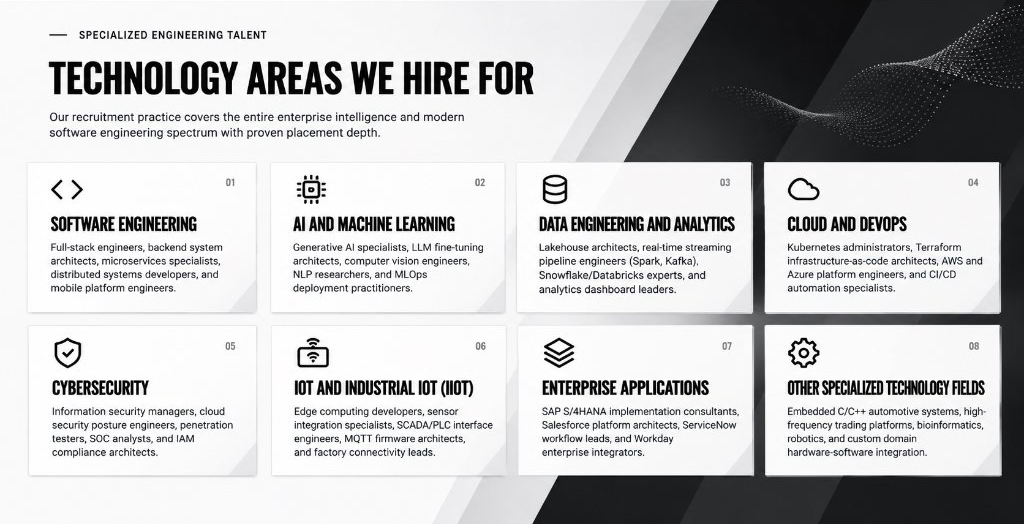 SPECIALIZED ENGINEERING TALENT
TECHNOLOGY AREAS WE HIRE FOR
Our recruitment practice covers the entire enterprise intelligence and modern
software engineering spectrum with proven placement depth.
01
SOFTWARE ENGINEERING
Full-stack engineers, backend system
architects, microservices specialists,
distributed systems developers, and
mobile platform engineers.
02
AI AND MACHINE LEARNING
Generative AI specialists, LLM fine-tuning
architects, computer vision engineers,
NLP researchers, and MLOps
deployment practitioners.
03
DATA ENGINEERING AND ANALYTICS
Lakehouse architects, real-time streaming
pipeline engineers (Spark, Kafka),
Snowflake/Databricks experts, and
analytics dashboard leaders.
04
CLOUD AND DEVOPS
Kubernetes administrators, Terraform
infrastructure-as-code architects, AWS and
Azure platform engineers, and CI/CD
automation specialists.
05
CYBERSECURITY
Information security managers, cloud
security posture engineers, penetration
testers, SOC analysts, and IAM
compliance architects.
06
IOT AND INDUSTRIAL IOT (IIOT)
Edge computing developers, sensor
integration specialists, SCADA/PLC interface
engineers, MQTT firmware architects,
and factory connectivity leads.
07
ENTERPRISE APPLICATIONS
SAP S/4HANA implementation consultants,
Salesforce platform architects, ServiceNow
workflow leads, and Workday
enterprise integrators.
08
OTHER SPECIALIZED TECHNOLOGY FIELDS
Embedded C/C++ automotive systems, high-
frequency trading platforms, bioinformatics,
robotics, and custom domain
hardware-software integration.